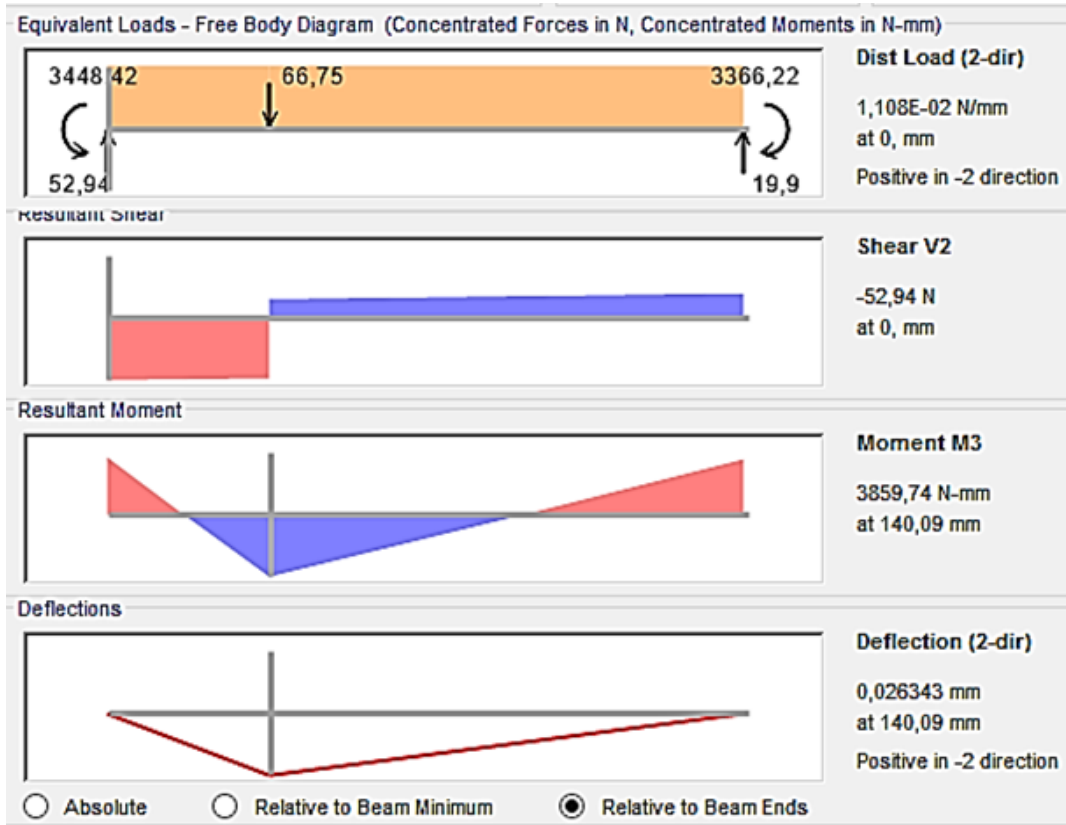 Equivalent Loads - Free Body Diagram (Concentrated Forces in N, Concentrated Moments in N-mm)
3448,42
66,75
3366,22
52,94
19,9
Dist Load (2-dir)
1,108E-02 N/mm
at 0, mm
Positive in -2 direction
Resultant Shear
Shear V2
-52,94 N
at 0, mm
Resultant Moment
Moment M3
3859,74 N-mm
at 140,09 mm
Deflections
Deflection (2-dir)
0,026343 mm
at 140,09 mm
Positive in -2 direction
Absolute
Relative to Beam Minimum
Relative to Beam Ends